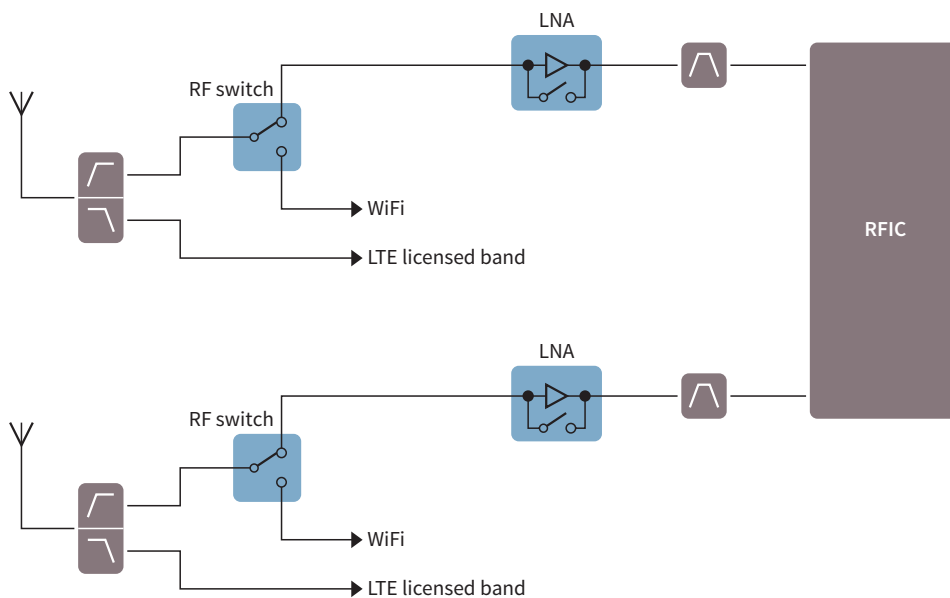 LNA
RF switch
WiFi
RFIC
LTE licensed band
LNA
RF switch
WiFi
LTE licensed band